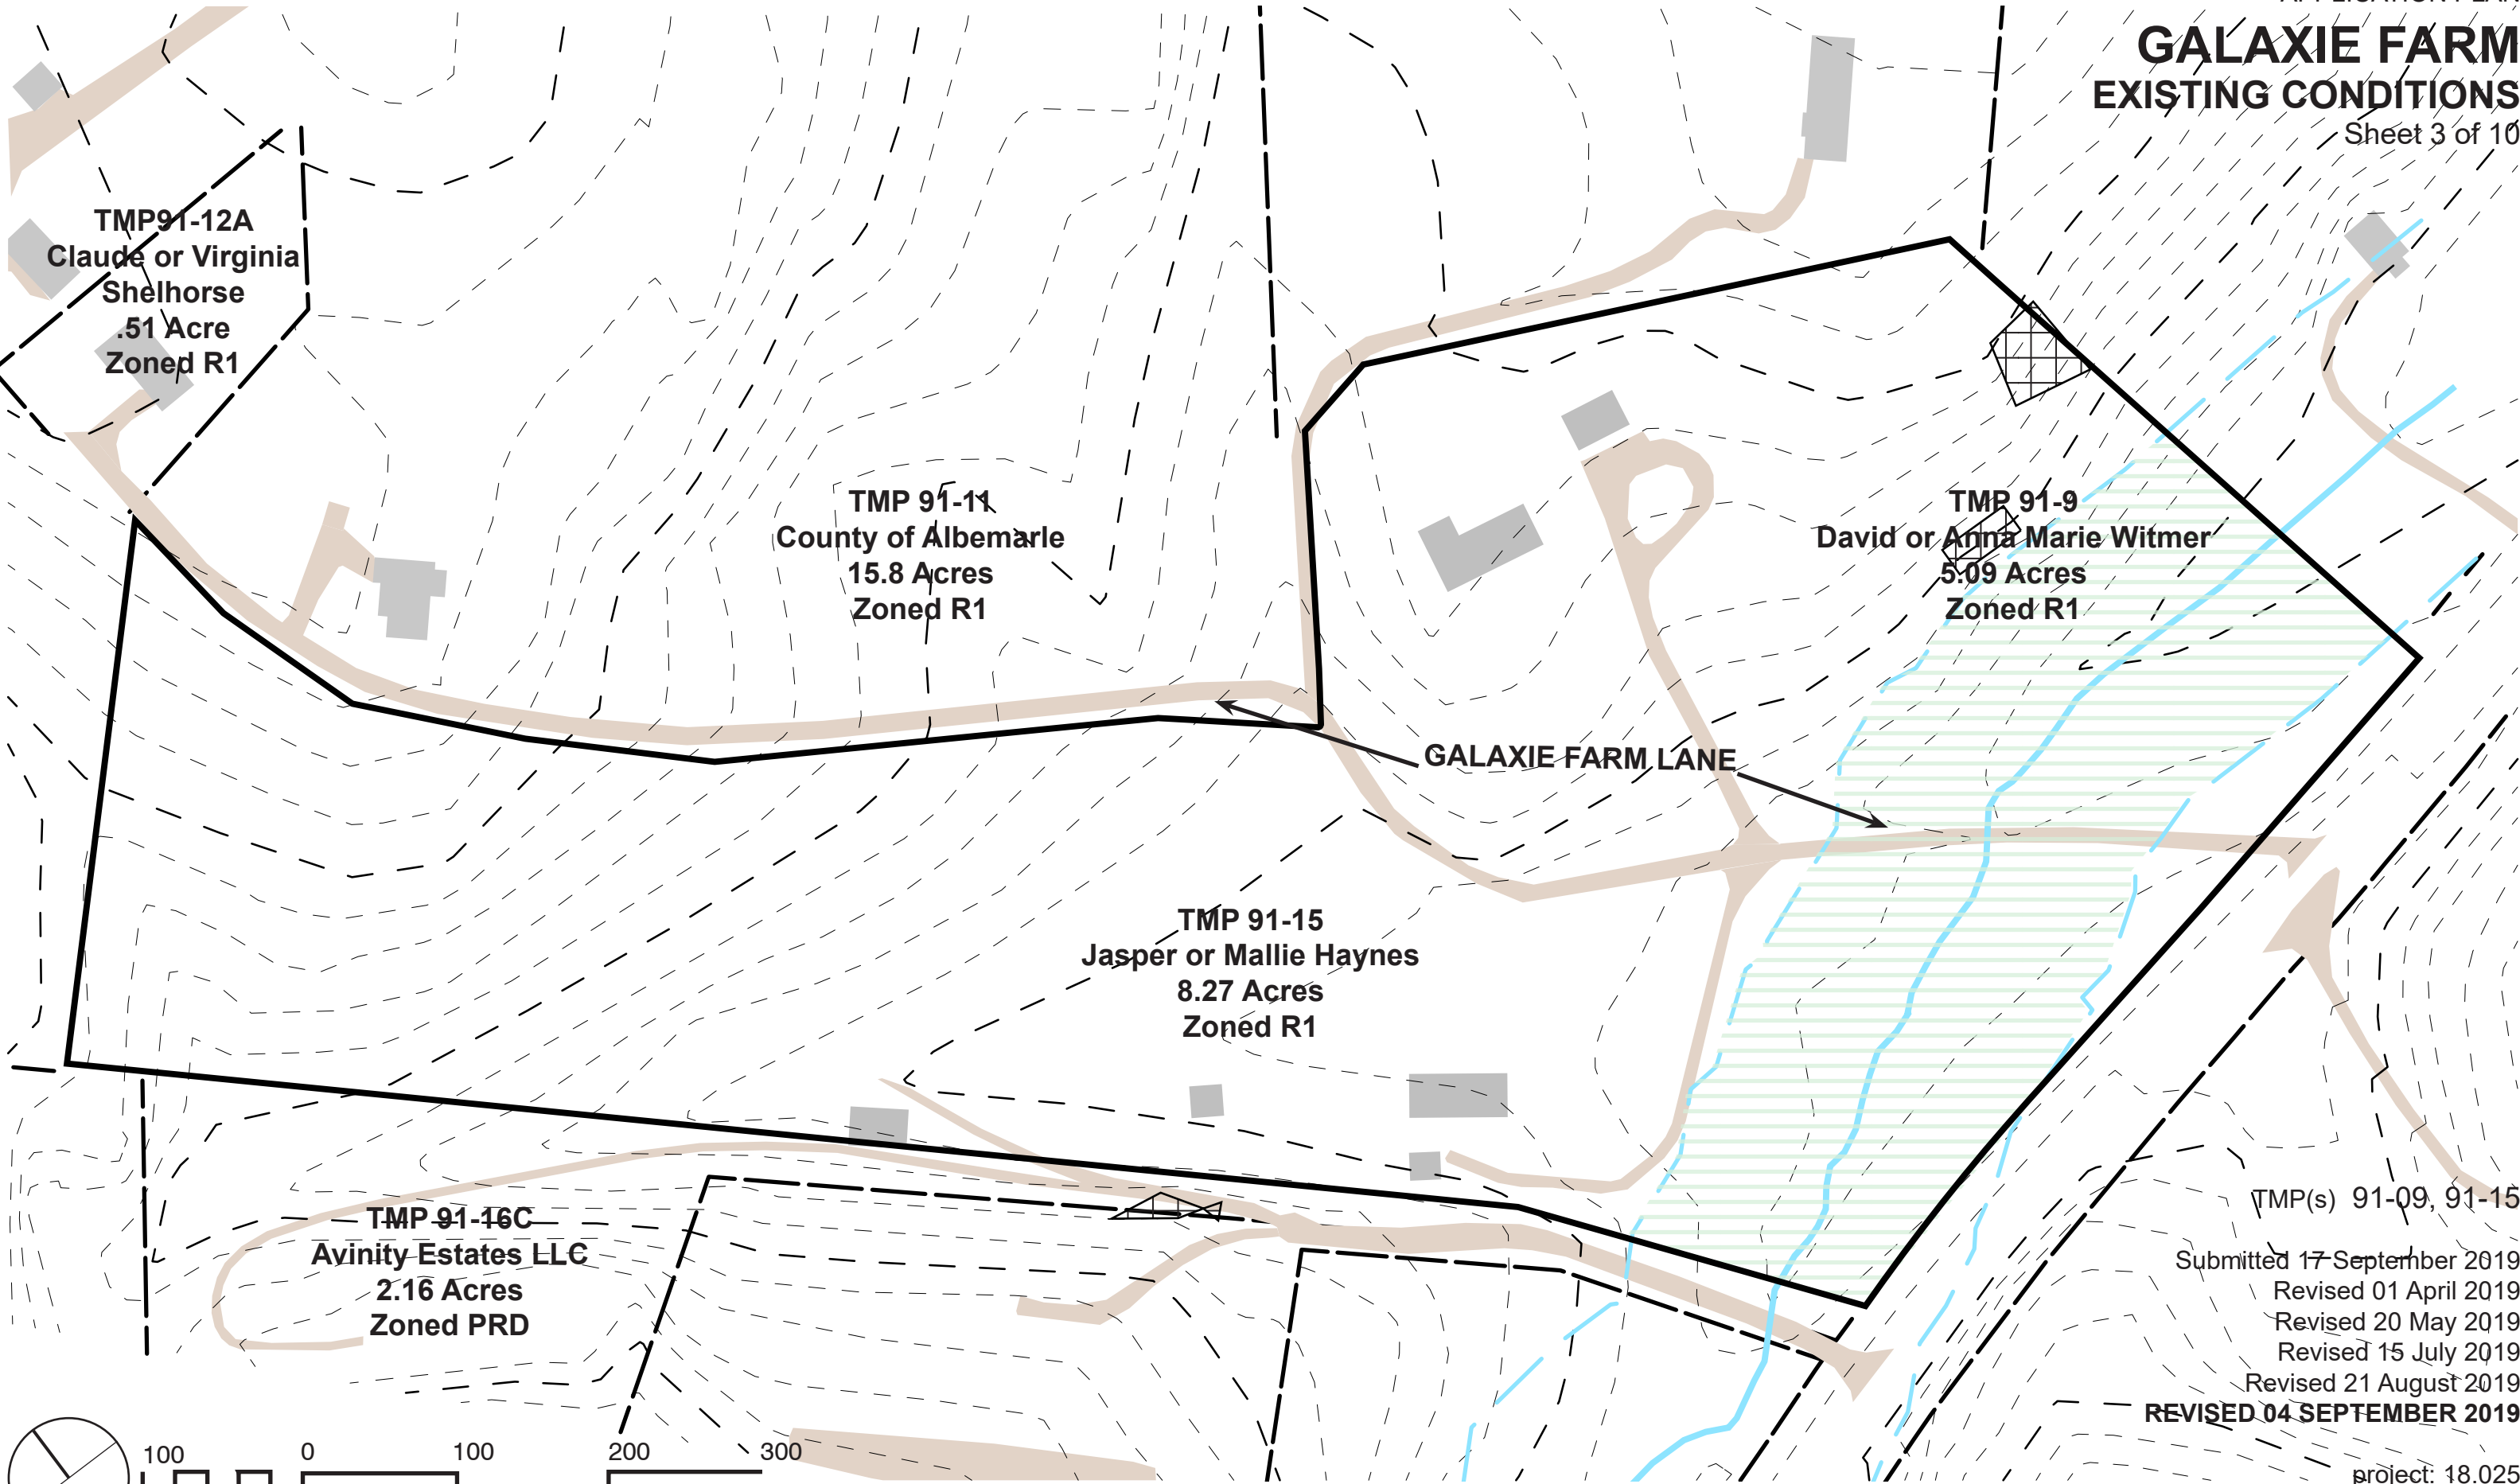 APPLICATION PLAN
GALAXIE FARM
EXISTING CONDITIONS
Sheet 3 of 10
TMP91-12A
Claude or Virginia
Shelhorse
.51 Acre
Zoned R1
TMP 91-11
County of Albemarle
15.8 Acres
Zoned R1
TMP 91-9
David or Anna Marie Witmer
5.09 Acres
Zoned R1
GALAXIE FARM LANE
TMP 91-15
Jasper or Mallie Haynes
8.27 Acres
Zoned R1
TMP 91-16C
Avinity Estates LLC
2.16 Acres
Zoned PRD
TMP(s) 91-09, 91-15
Submitted 17 September 2019
Revised 01 April 2019
Revised 20 May 2019
Revised 15 July 2019
Revised 21 August 2019
REVISED 04 SEPTEMBER 2019
project: 18.025
100 0 100 200 300